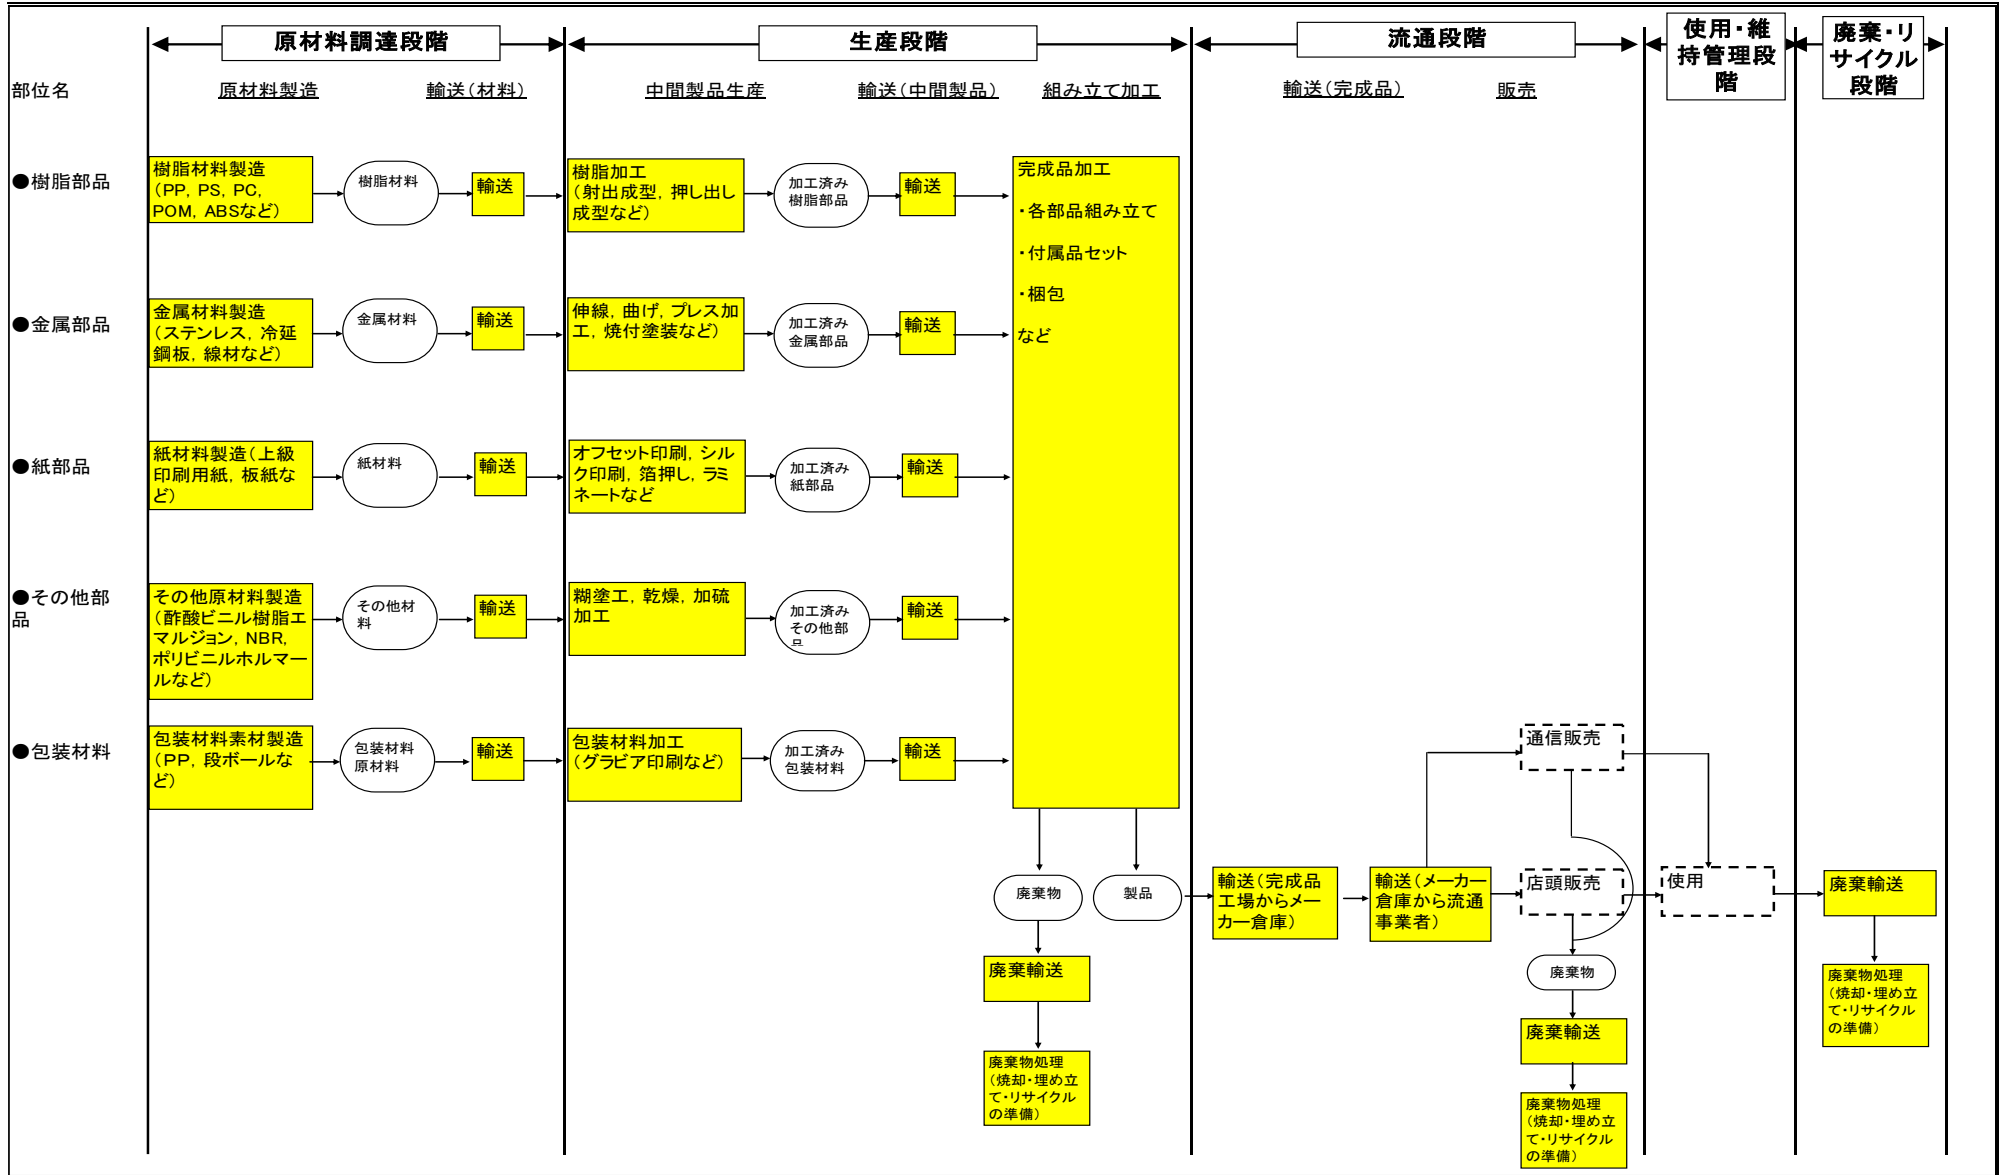 原材料調達段階
生産段階
流通段階
使用・維
持管理段
階
廃棄・リ
サイクル
段階
部位名
原材料製造
輸送(材料)
中間製品生産
輸送(中間製品)
組み立て加工
輸送(完成品)
販売
●樹脂部品
樹脂材料製造
(PP, PS, PC,
POM, ABSなど)
樹脂材料
輸送
樹脂加工
(射出成型, 押し出し
成型など)
加工済み
樹脂部品
輸送
完成品加工
・各部品組み立て
・付属品セット
・梱包
など
●金属部品
金属材料製造
(ステンレス, 冷延
鋼板, 線材など)
金属材料
輸送
伸線, 曲げ, プレス加
工, 焼付塗装など)
加工済み
金属部品
輸送
●紙部品
紙材料製造(上級
印刷用紙, 板紙な
ど)
紙材料
輸送
オフセット印刷, シル
ク印刷, 箔押し, ラミ
ネートなど
加工済み
紙部品
輸送
●その他部
品
その他原材料製造
(酢酸ビニル樹脂エ
マルジョン, NBR,
ポリビニルホルマー
ルなど)
その他材
料
輸送
糊塗工, 乾燥, 加硫
加工
加工済み
その他部
品
輸送
●包装材料
包装材料素材製造
(PP, 段ボールな
ど)
包装材料
原材料
輸送
包装材料加工
(グラビア印刷など)
加工済み
包装材料
輸送
通信販売
廃棄物
製品
輸送(完成品
工場からメー
カー倉庫)
輸送(メーカー
倉庫から流通
事業者)
店頭販売
使用
廃棄輸送
廃棄輸送
廃棄物
廃棄物処理
(焼却・埋め立
て・リサイクル
の準備)
廃棄輸送
廃棄物処理
(焼却・埋め立
て・リサイクル
の準備)
廃棄物処理
(焼却・埋め立
て・リサイクル
の準備)